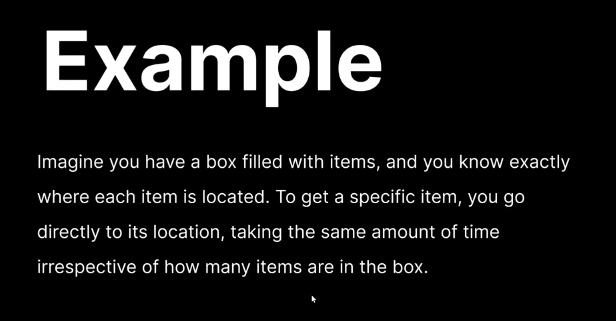 Example
Imagine you have a box filled with items, and you know exactly
where each item is located. To get a specific item, you go
directly to its location, taking the same amount of time
irrespective of how many items are in the box.